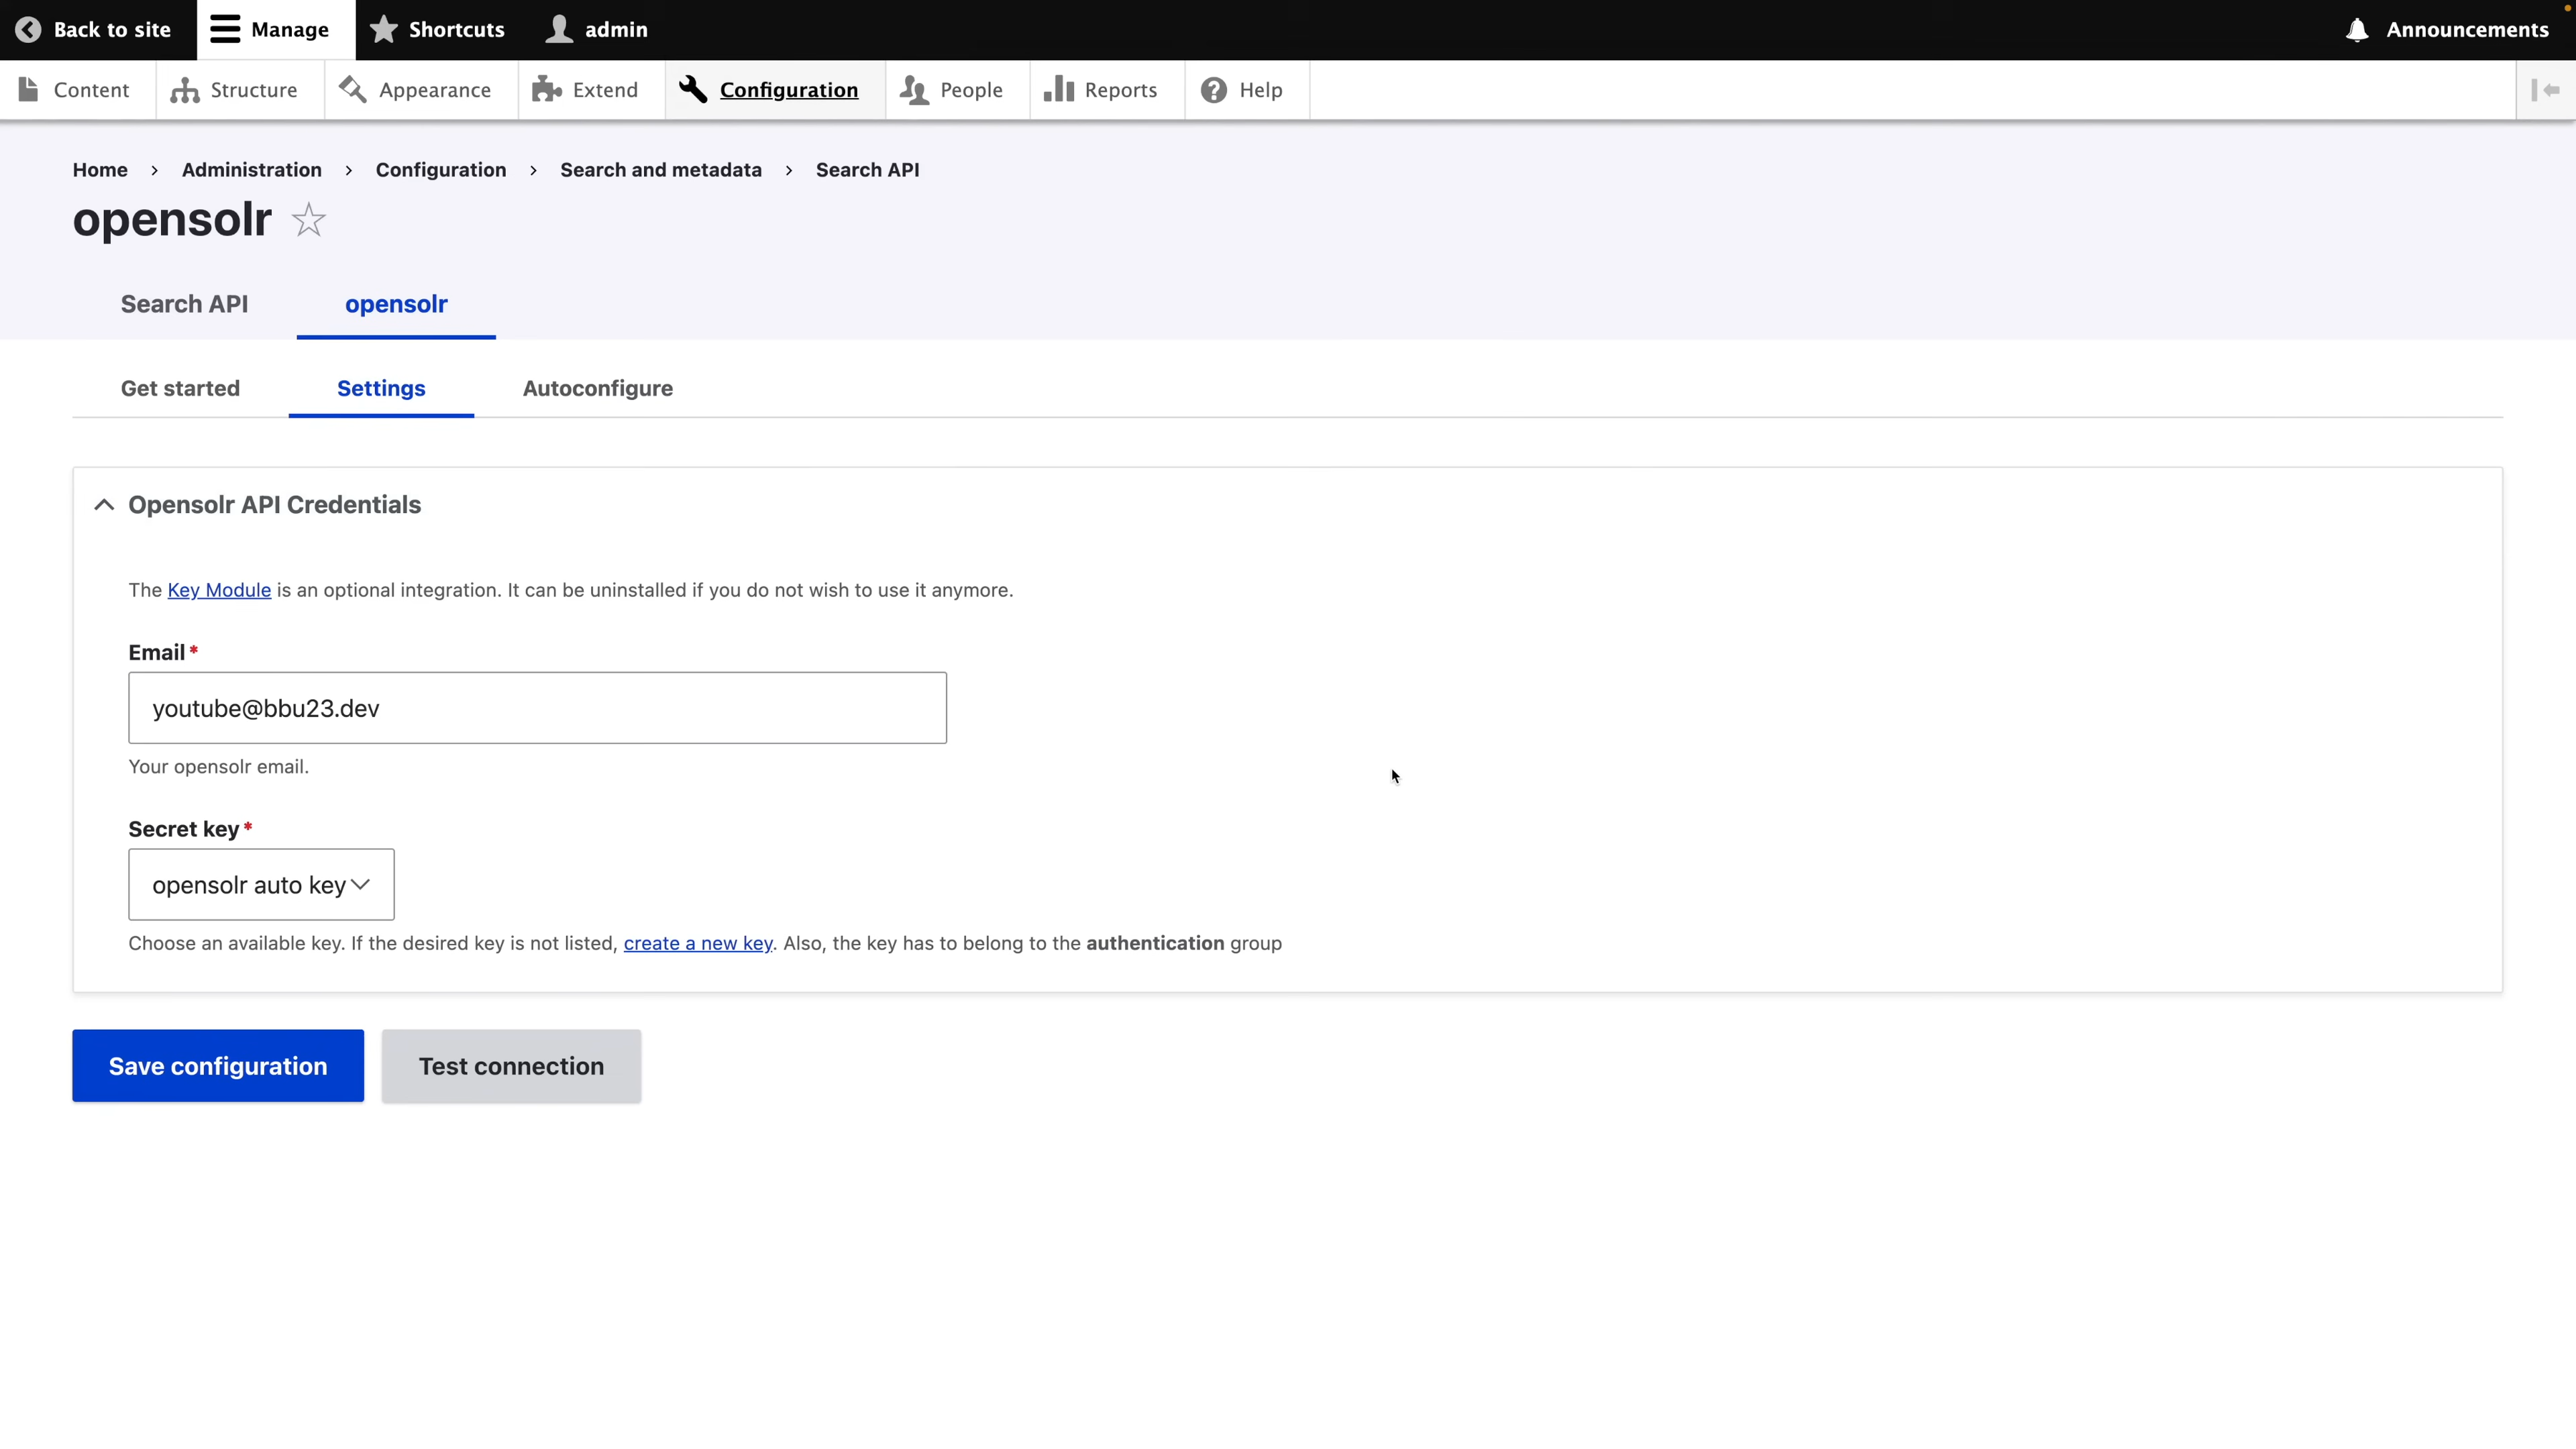 Back to site Manage Shortcuts admin Announcements
Content Structure Appearance Extend Configuration People Reports Help
Home › Administration › Configuration › Search and metadata › Search API
opensolr
Search API opensolr
Get started Settings Autoconfigure
Opensolr API Credentials
The Key Module is an optional integration. It can be uninstalled if you do not wish to use it anymore.
Email*
youtube@bbu23.dev
Your opensolr email.
Secret key*
opensolr auto key
Choose an available key. If the desired key is not listed, create a new key. Also, the key has to belong to the authentication group
Save configuration Test connection